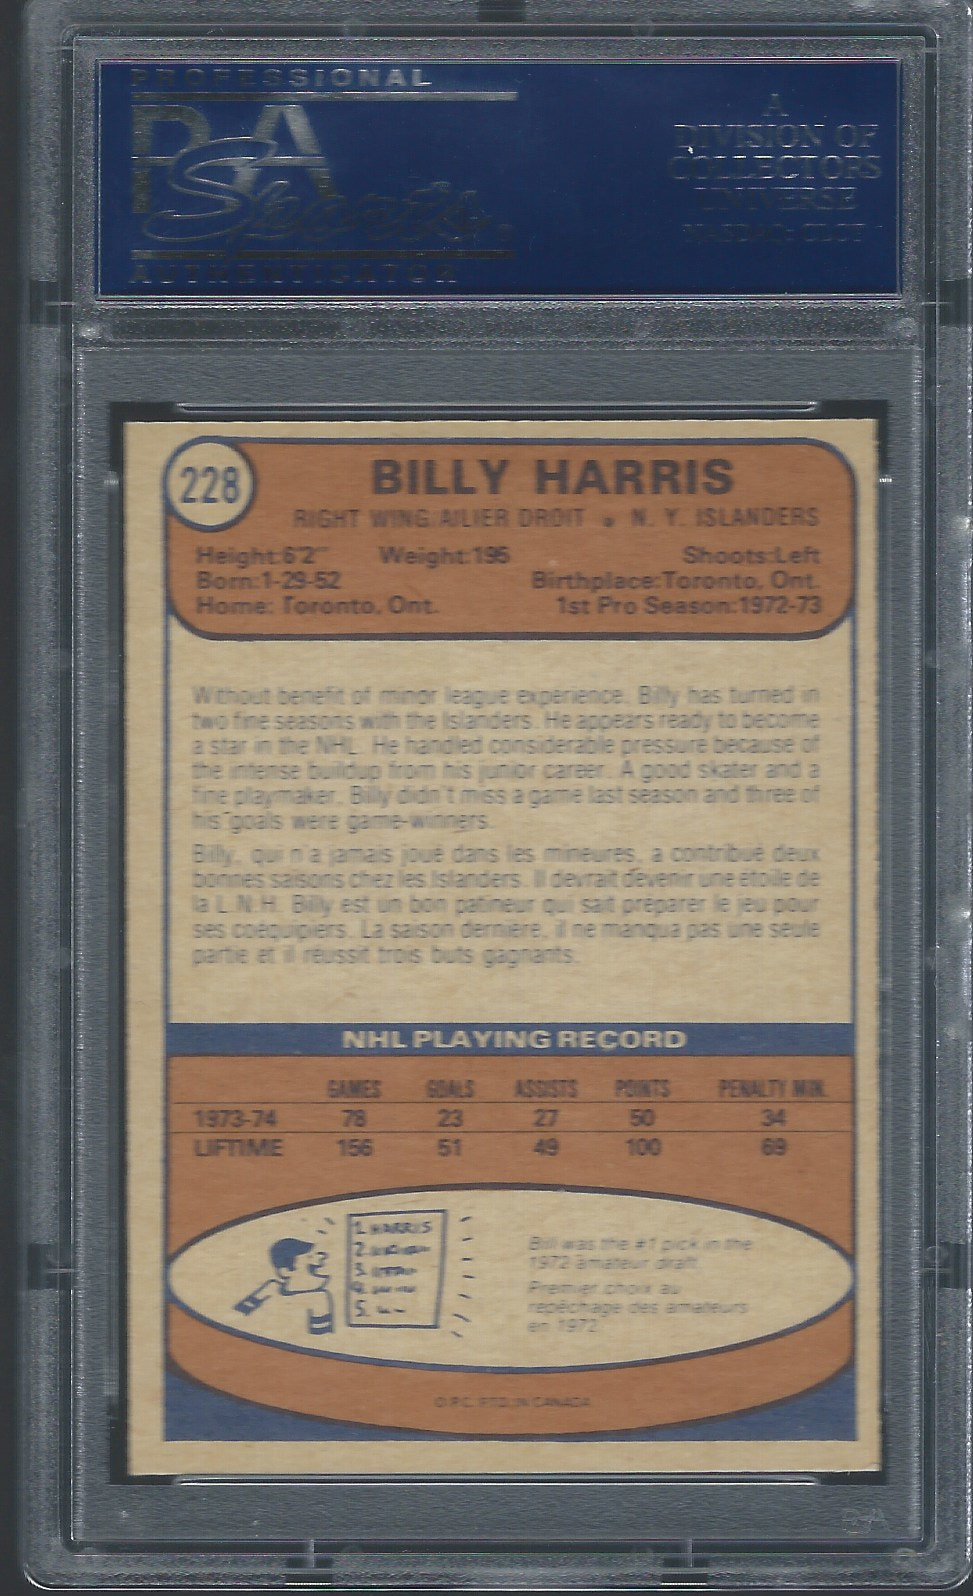 PROFESSIONAL
PSA
Sports
AUTHENTICATOR
A
DIVISION OF
COLLECTORS
UNIVERSE
NASDAQ: CLCT
228
BILLY HARRIS
RIGHT WING/AILIER DROIT • N. Y. ISLANDERS
Height:6'2" Weight:195 Shoots:Left
Born:1-29-52 Birthplace:Toronto, Ont.
Home: Toronto, Ont. 1st Pro Season:1972-73
Without benefit of minor league experience, Billy has turned in
two fine seasons with the Islanders. He appears ready to become
a star in the NHL. He handled considerable pressure because of
the intense buildup from his junior career. A good skater and a
fine playmaker, Billy didn't miss a game last season and three of
his goals were game-winners.
Billy, qui n'a jamais joué dans les mineures, a contribué deux
bonnes saisons chez les Islanders. Il devrait devenir une etoile de
la L.N.H. Billy est un bon patineur qui sait préparer le jeu pour
ses coéquipiers. La saison dernière, il ne manqua pas une seule
partie et il réussit trois buts gagnants.
NHL PLAYING RECORD
GAMES GOALS ASSISTS POINTS PENALTY MIN.
1973-74 78 23 27 50 34
LIFTIME 156 51 49 100 69
1. HARRIS
2.
3.
4.
5.
Bill was the #1 pick in the
1972 amateur draft.
Premier choix au
repêchage des amateurs
en 1972.
© P.C. PTD. IN CANADA
PSA